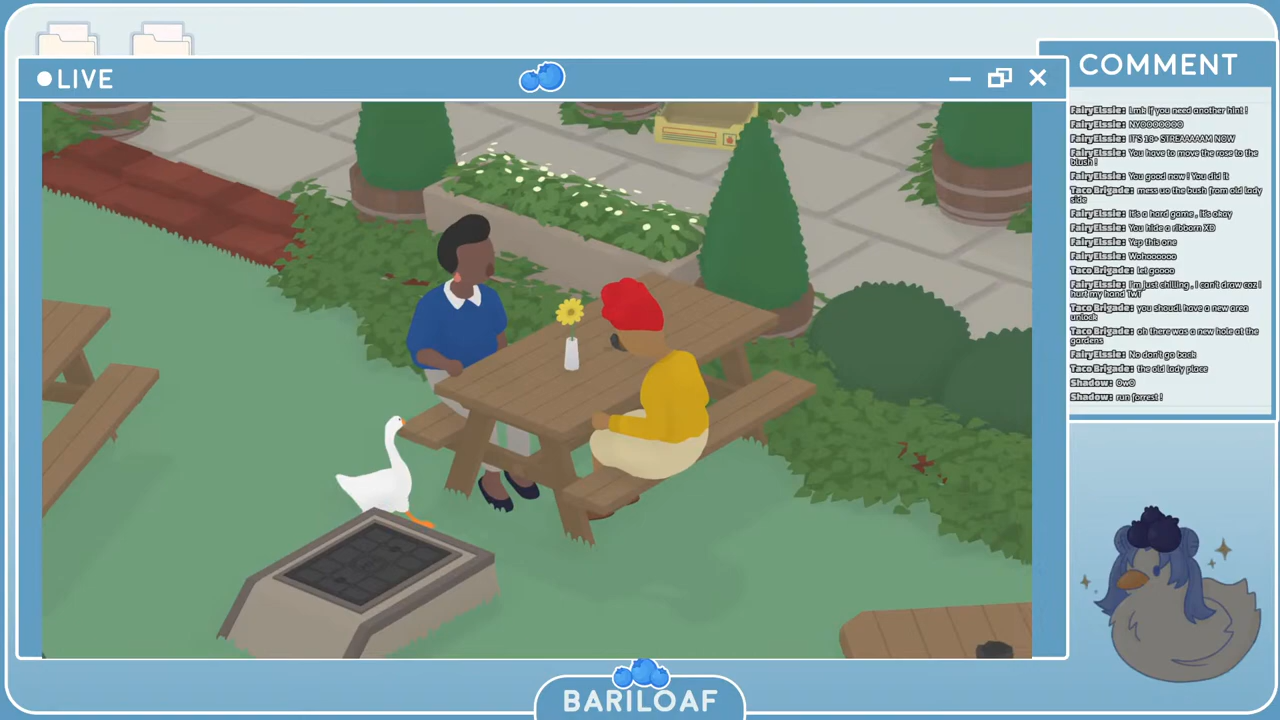 LIVE
COMMENT
FairyElssie: Lmk if you need another hint !
FairyElssie: NYOOOOOOO
FairyElssie: IT'S 18+ STREAAAAAM NOW
FairyElssie: You have to move the rose to the
blush !
FairyElssie: You good now ! You did it
Taco Brigade: mess up the bush from old lady
side
FairyElssie: It's a hard game , it's okay
FairyElssie: You hide a ribborn XD
FairyElssie: Yep this one
FairyElssie: Wohoooooo
Taco Brigade: let goooo
FairyElssie: I'm just chilling , I can't draw coz I
hurt my hand TwT
Taco Brigade: you shoudl have a new area
unlock
Taco Brigade: oh there was a new hole at the
gardens
FairyElssie: No don't go back
Taco Brigade: the old lady place
Shadow: OwO
Shadow: run forrest !
BARILOAF